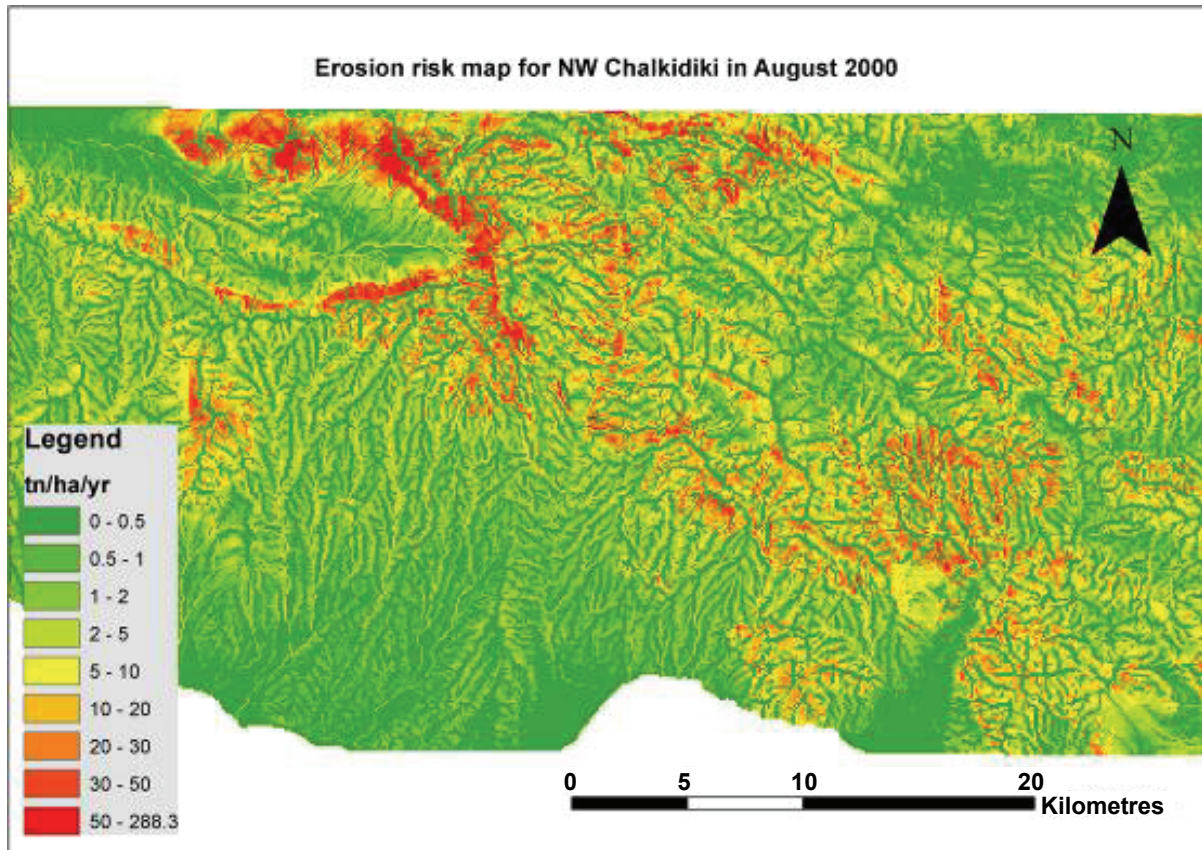 Erosion risk map for NW Chalkidiki in August 2000
N
Legend
tn/ha/yr
0 - 0.5
0.5 - 1
1 - 2
2 - 5
5 - 10
10 - 20
20 - 30
30 - 50
50 - 288.3
0 5 10 20
Kilometres